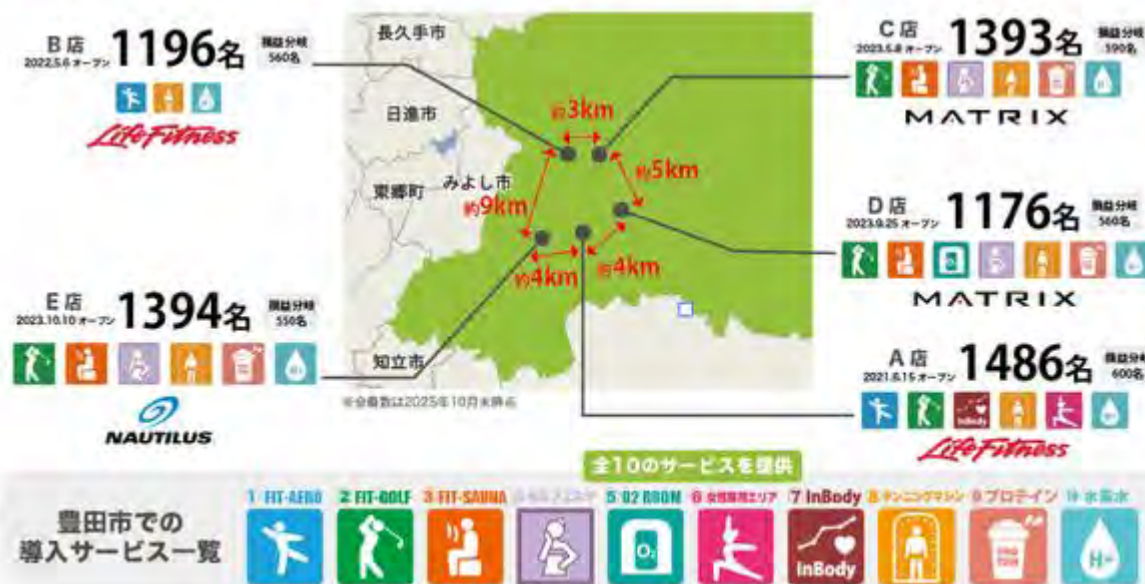 B店 1196名 損益分岐
2022.5.6 オープン 560名
Life Fitness
C店 1393名 損益分岐
2023.5.8 オープン 590名
MATRIX
D店 1176名 損益分岐
2023.9.25 オープン 560名
MATRIX
E店 1394名 損益分岐
2023.10.10 オープン 550名
NAUTILUS
A店 1486名 損益分岐
2021.6.15 オープン 600名
InBody
Life Fitness
長久手市
日進市
東郷町
みよし市
知立市
約3km
約5km
約9km
約4km
約4km
※会員数は2025年10月末時点
全10のサービスを提供
豊田市での
導入サービス一覧
1 FIT-AERO
2 FIT-GOLF
3 FIT-SAUNA
5 O2 ROOM
O₂
6 女性専用エリア
7 InBody
InBody
8 タンニングマシン
9 プロテイン
10 水素水
H+